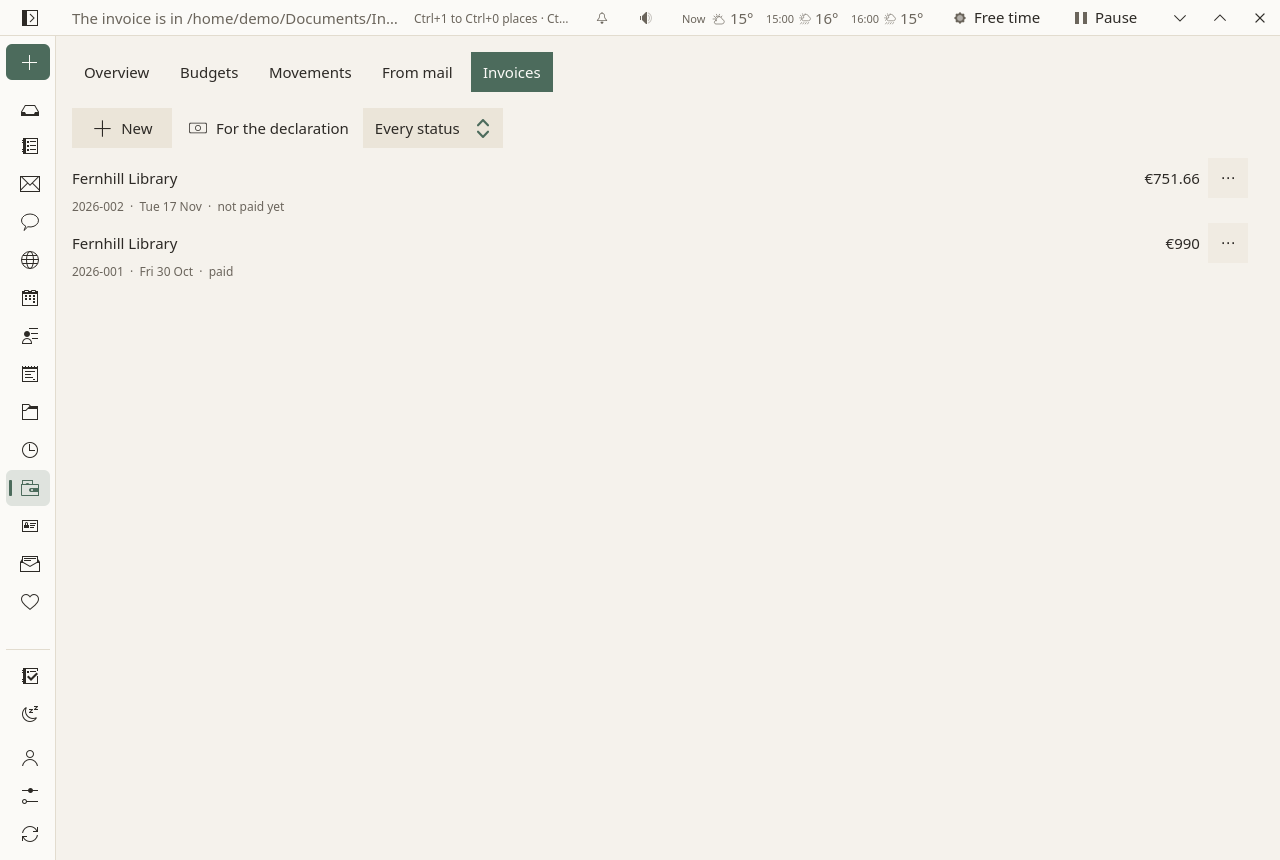 The invoice is in /home/demo/Documents/In...
Ctrl+1 to Ctrl+0 places · Ct...
Now 15° 15:00 16° 16:00 15°
Free time
Pause
Overview
Budgets
Movements
From mail
Invoices
New
For the declaration
Every status
Fernhill Library
€751.66
2026-002 · Tue 17 Nov · not paid yet
Fernhill Library
€990
2026-001 · Fri 30 Oct · paid